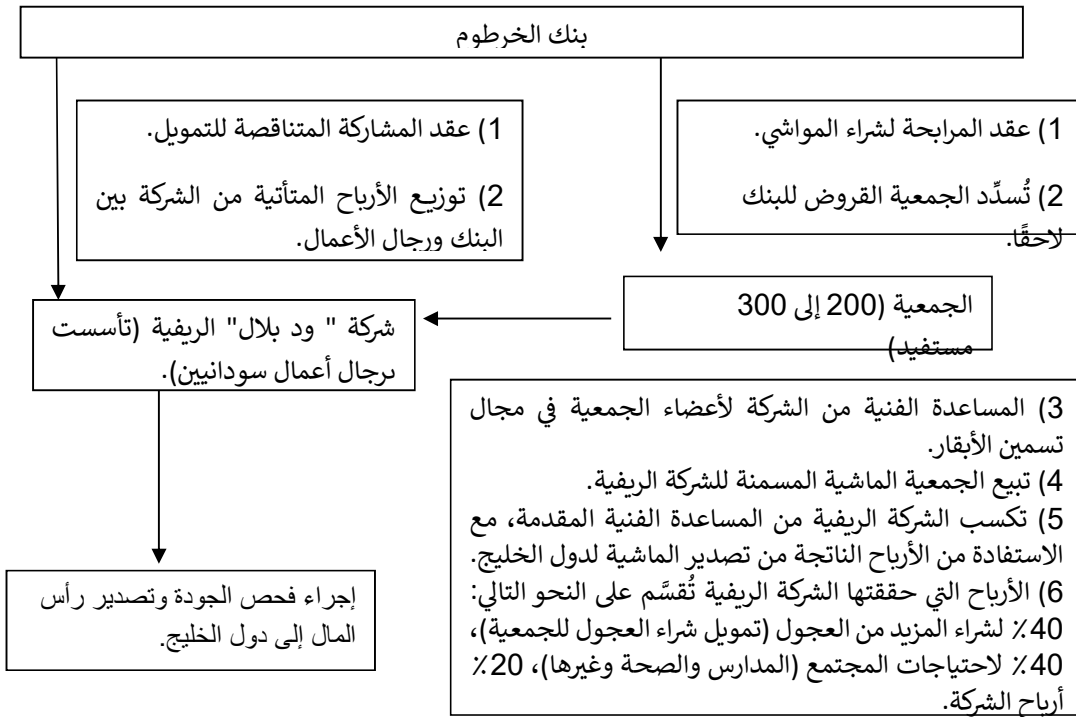 بنك الخرطوم
1) عقد المرابحة لشراء المواشي.
2) تُسدِّد الجمعية القروض للبنك
لاحقًا.
1) عقد المشاركة المتناقصة للتمويل.
2) توزيع الأرباح المتأتية من الشركة بين
البنك ورجال الأعمال.
الجمعية (200 إلى 300
مستفيد)
شركة " ود بلال" الريفية (تأسست
برجال أعمال سودانيين).
3) المساعدة الفنية من الشركة لأعضاء الجمعية في مجال
تسمين الأبقار.
4) تبيع الجمعية الماشية المسمنة للشركة الريفية.
5) تكسب الشركة الريفية من المساعدة الفنية المقدمة، مع
الاستفادة من الأرباح الناتجة من تصدير الماشية لدول الخليج.
6) الأرباح التي حققتها الشركة الريفية تُقسَّم على النحو التالي:
40٪ لشراء المزيد من العجول (تمويل شراء العجول للجمعية)،
40٪ لاحتياجات المجتمع (المدارس والصحة وغيرها)، 20٪
أرباح الشركة.
إجراء فحص الجودة وتصدير رأس
المال إلى دول الخليج.